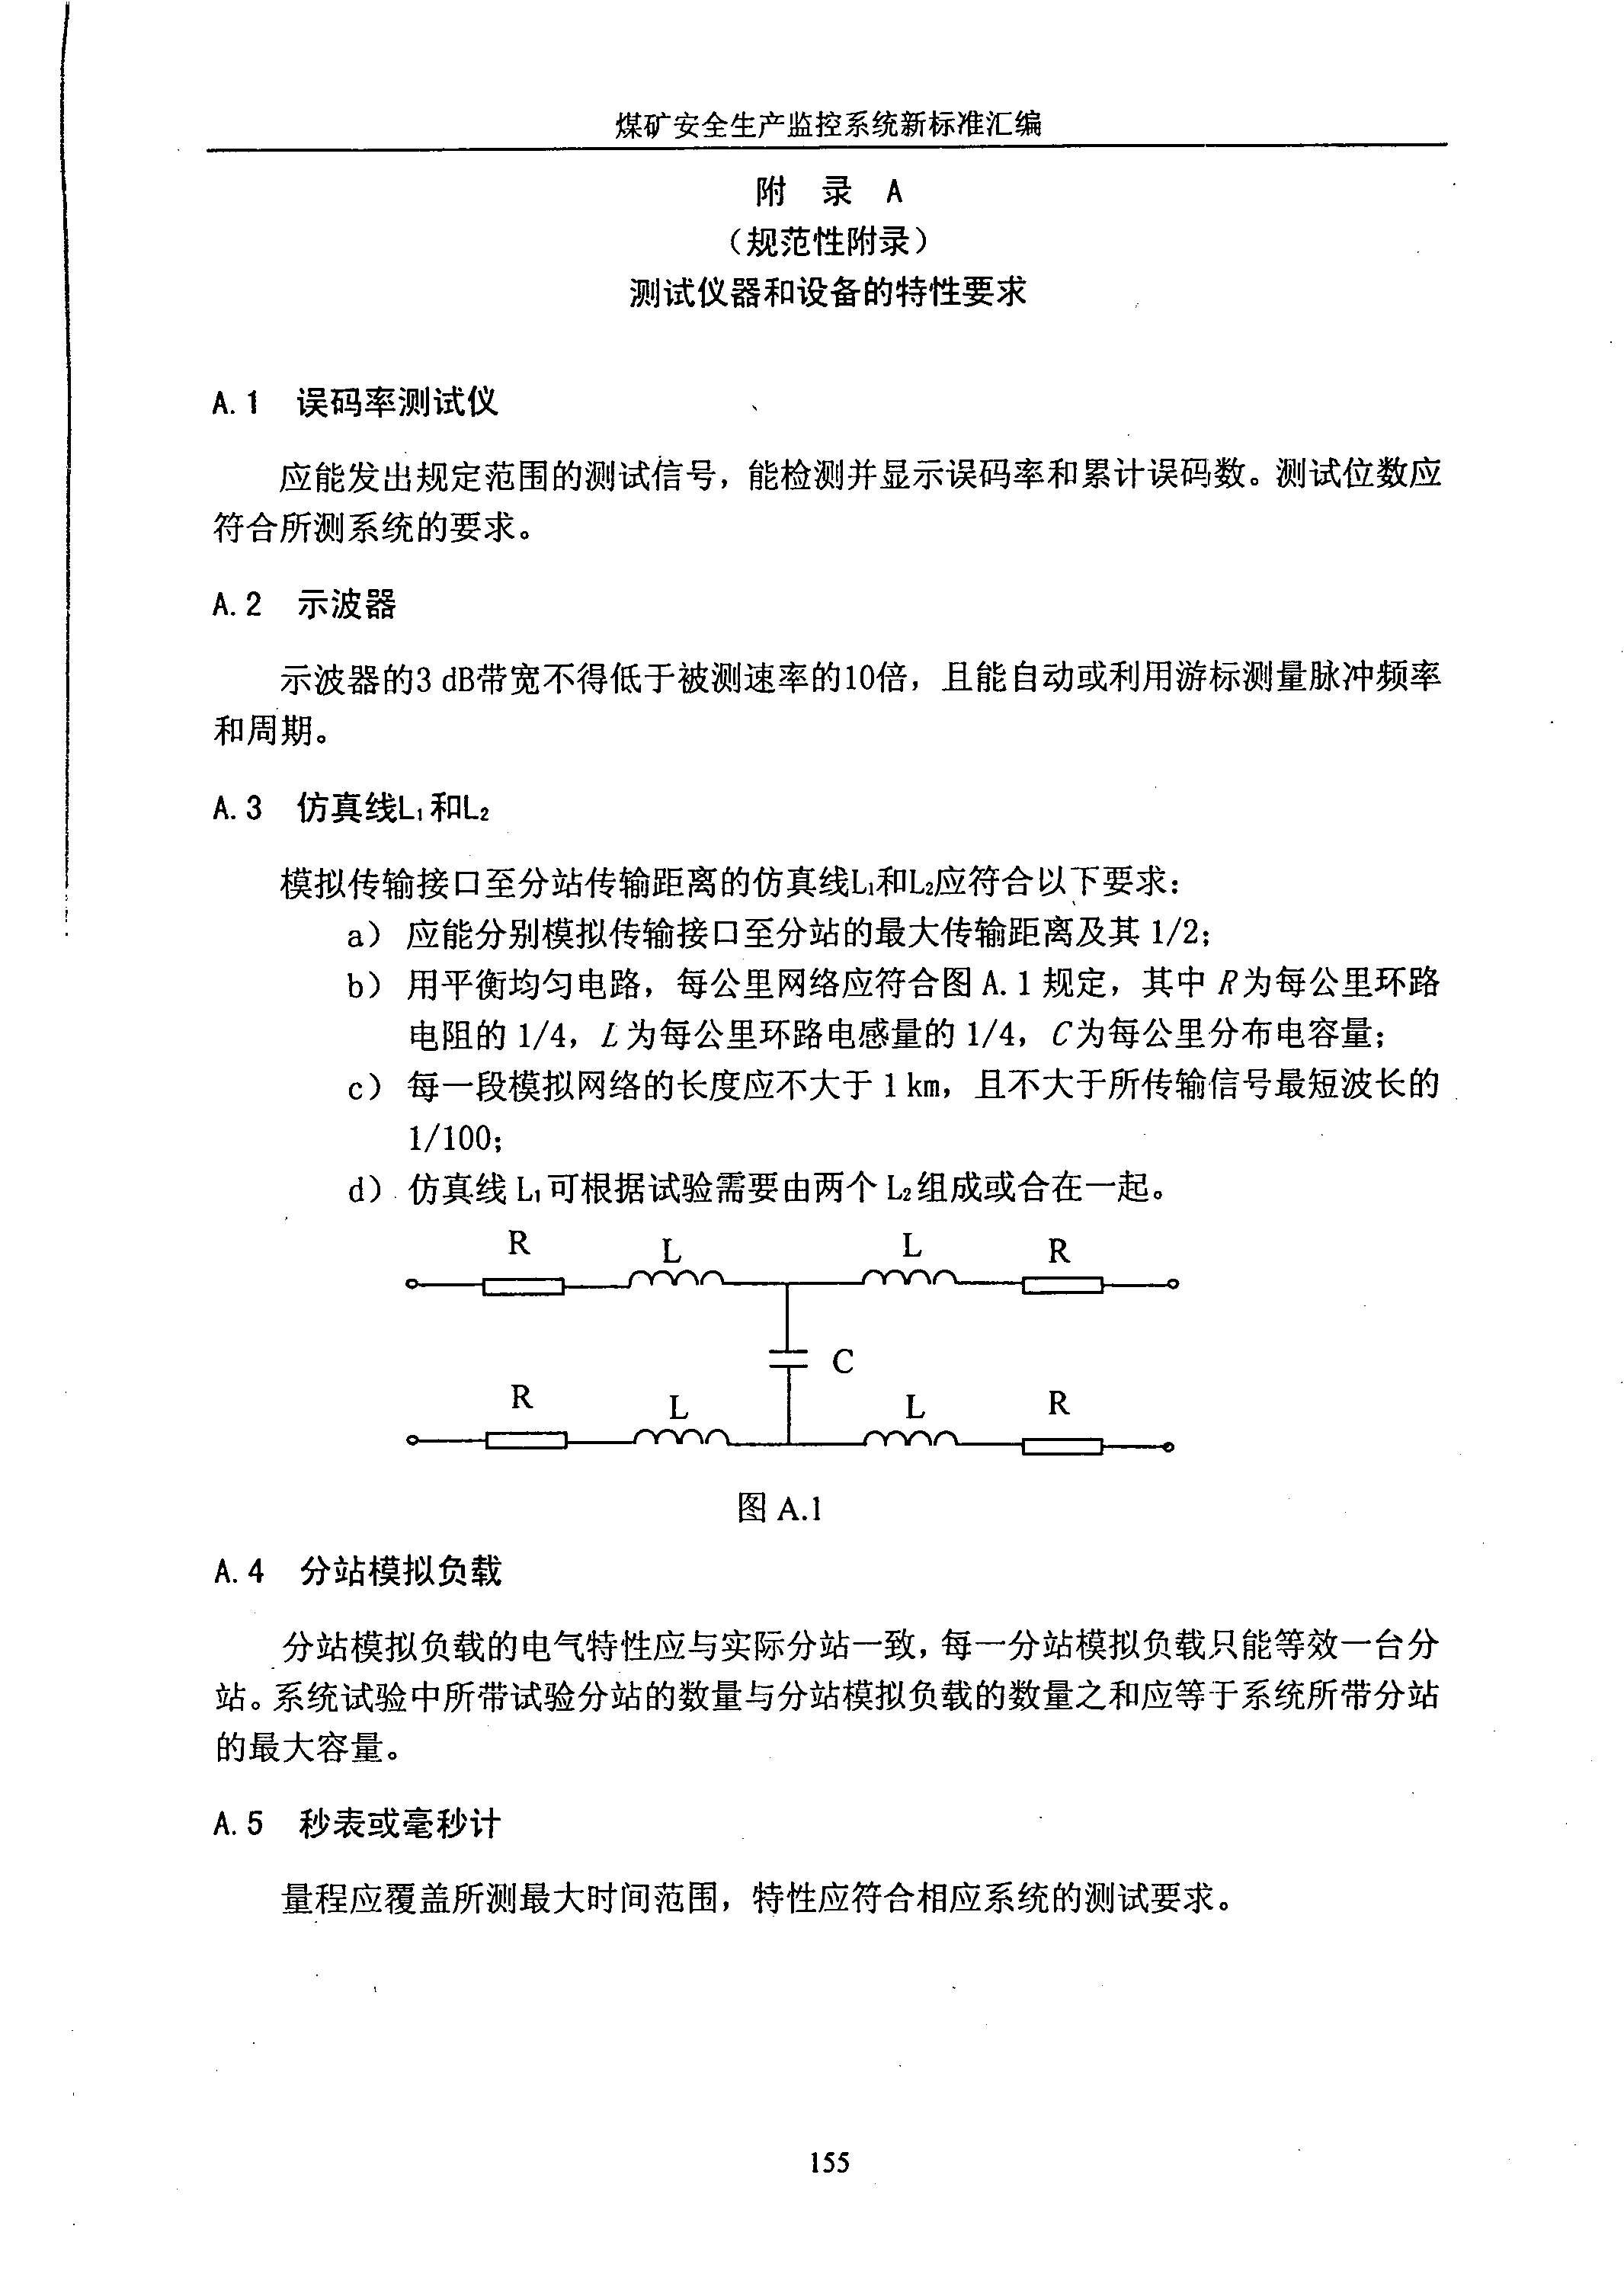 煤矿安全生产监控系统新标准汇编
附 录 A
（规范性附录）
测试仪器和设备的特性要求
A.1 误码率测试仪
应能发出规定范围的测试信号，能检测并显示误码率和累计误码数。测试位数应
符合所测系统的要求。
A.2 示波器
示波器的3 dB带宽不得低于被测速率的10倍，且能自动或利用游标测量脉冲频率
和周期。
A.3 仿真线L₁和L₂
模拟传输接口至分站传输距离的仿真线L₁和L₂应符合以下要求：
a） 应能分别模拟传输接口至分站的最大传输距离及其 1/2；
b） 用平衡均匀电路，每公里网络应符合图 A.1 规定，其中 R为每公里环路
电阻的 1/4，L 为每公里环路电感量的 1/4，C为每公里分布电容量；
c） 每一段模拟网络的长度应不大于 1 km，且不大于所传输信号最短波长的
1/100；
d） 仿真线 L₁可根据试验需要由两个 L₂组成或合在一起。
R L L R
C
R L L R
图 A.1
A.4 分站模拟负载
分站模拟负载的电气特性应与实际分站一致，每一分站模拟负载只能等效一台分
站。系统试验中所带试验分站的数量与分站模拟负载的数量之和应等于系统所带分站
的最大容量。
A.5 秒表或毫秒计
量程应覆盖所测最大时间范围，特性应符合相应系统的测试要求。
155